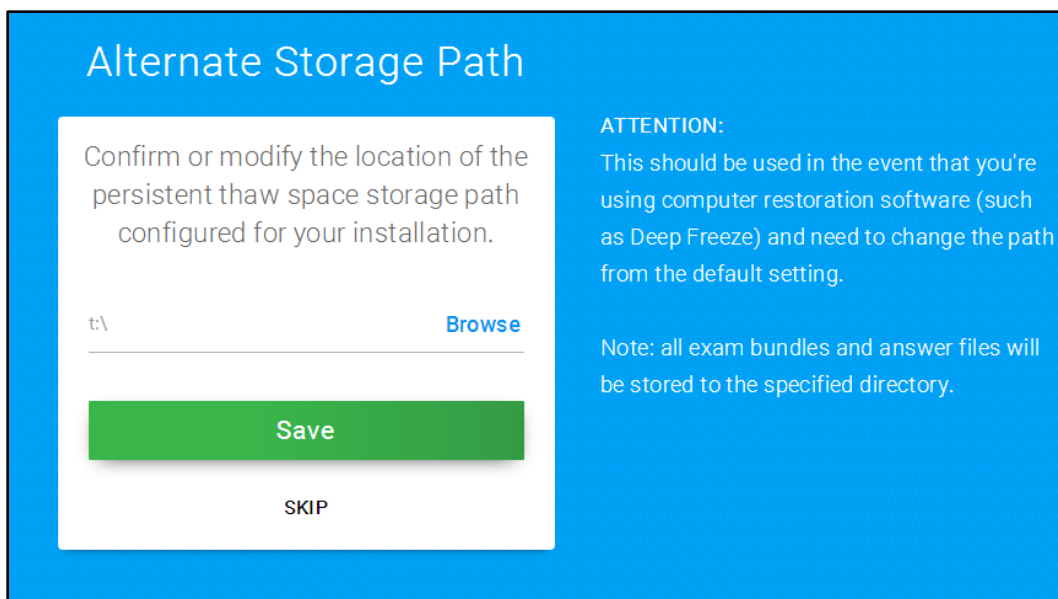 Alternate Storage Path
Confirm or modify the location of the
persistent thaw space storage path
configured for your installation.
t:\
Browse
Save
SKIP
ATTENTION:
This should be used in the event that you're
using computer restoration software (such
as Deep Freeze) and need to change the path
from the default setting.
Note: all exam bundles and answer files will
be stored to the specified directory.